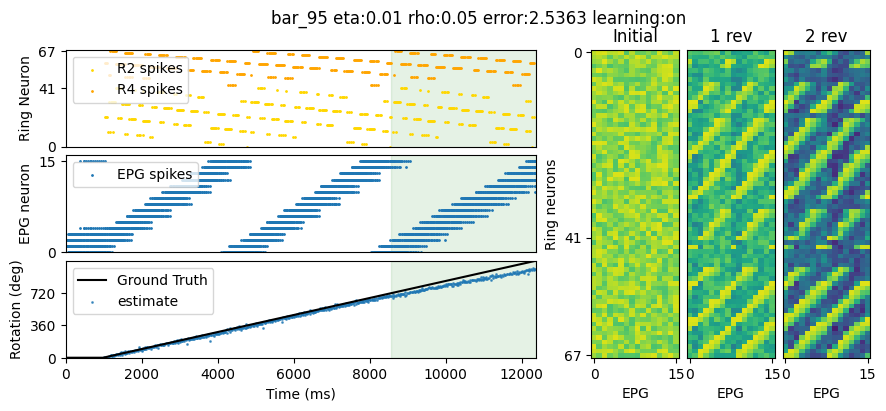 bar_95 eta:0.01 rho:0.05 error:2.5363 learning:on
Initial
1 rev
2 rev
67
41
0
Ring Neuron
R2 spikes
R4 spikes
15
0
EPG neuron
EPG spikes
720
360
0
Rotation (deg)
Ground Truth
estimate
0
2000
4000
6000
8000
10000
12000
Time (ms)
0
41
67
Ring neurons
0
15
EPG
0
15
EPG
0
15
EPG